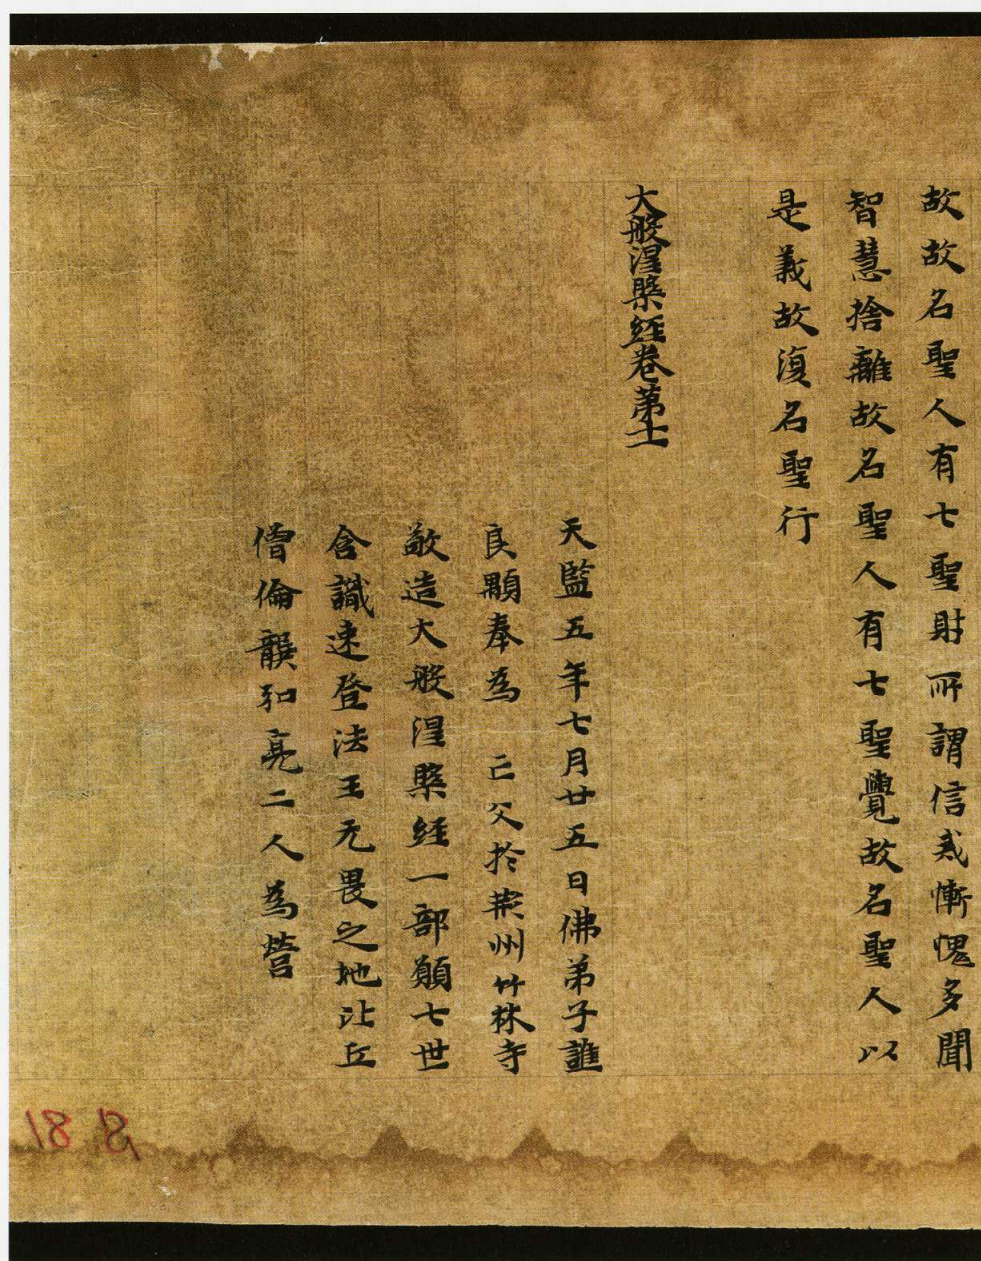 故故名聖人有七聖財所謂信戒慚愧多聞
智慧捨離故名聖人有七聖覺故名聖人以
是義故復名聖行
大般涅槃經卷第十一
天監五年七月廿五日佛弟子譙
良顒奉為 亡父於荊州竹林寺
敬造大般涅槃經一部願七世
含識速登法王无畏之地比丘
僧倫龔和亮二人為營
S. 81